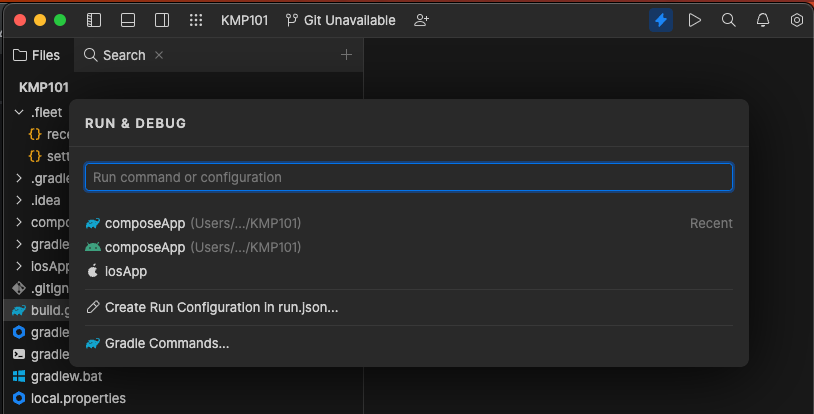 KMP101
Git Unavailable
Files
Search
KMP101
.fleet
{} rece
{} sett
.gradle
.idea
compo
gradle
iosApp
.gitign
build.g
gradle
gradle
gradlew.bat
local.properties
RUN & DEBUG
Run command or configuration
composeApp (Users/.../KMP101) Recent
composeApp (Users/.../KMP101)
iosApp
Create Run Configuration in run.json...
Gradle Commands...